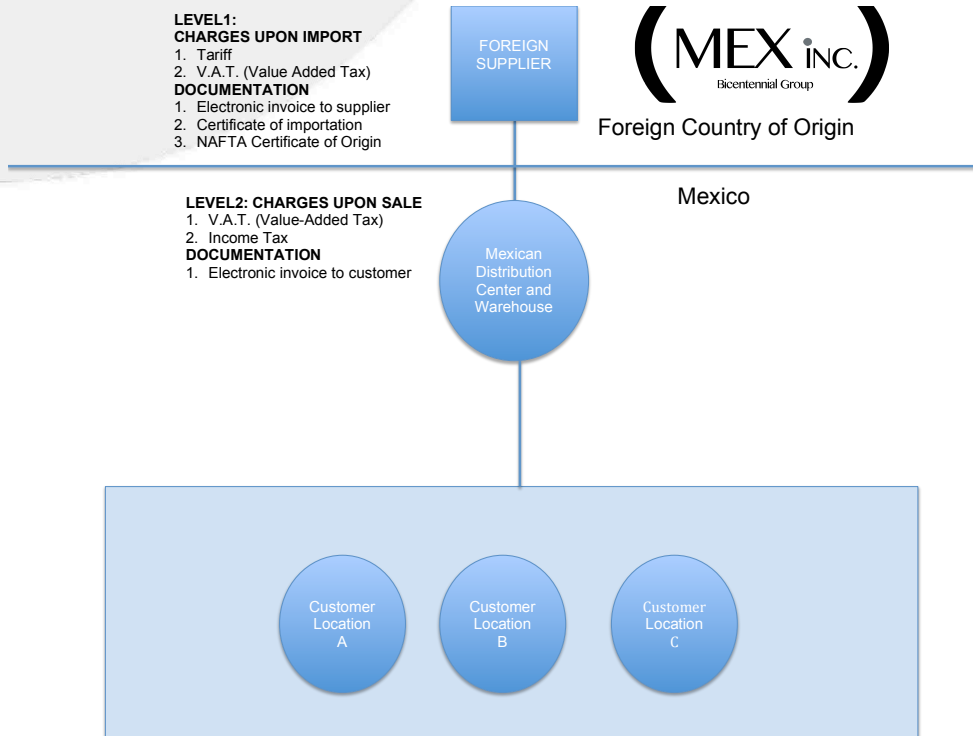 LEVEL1:
CHARGES UPON IMPORT
1. Tariff
2. V.A.T. (Value Added Tax)
DOCUMENTATION
1. Electronic invoice to supplier
2. Certificate of importation
3. NAFTA Certificate of Origin
FOREIGN
SUPPLIER
(MEX inc.)
Bicentennial Group
Foreign Country of Origin
Mexico
LEVEL2: CHARGES UPON SALE
1. V.A.T. (Value-Added Tax)
2. Income Tax
DOCUMENTATION
1. Electronic invoice to customer
Mexican
Distribution
Center and
Warehouse
Customer
Location
A
Customer
Location
B
Customer
Location
C